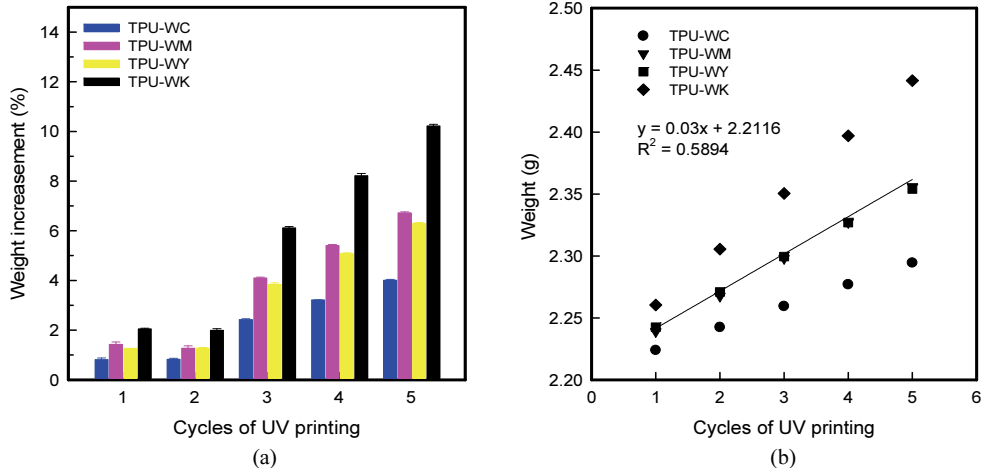 TPU-WC
TPU-WM
TPU-WY
TPU-WK
14
12
10
8
6
4
2
0
Weight increasement (%)
1 2 3 4 5
Cycles of UV printing
(a)
2.50
2.45
2.40
2.35
2.30
2.25
2.20
Weight (g)
TPU-WC
TPU-WM
TPU-WY
TPU-WK
y = 0.03x + 2.2116
R² = 0.5894
0 1 2 3 4 5 6
Cycles of UV printing
(b)